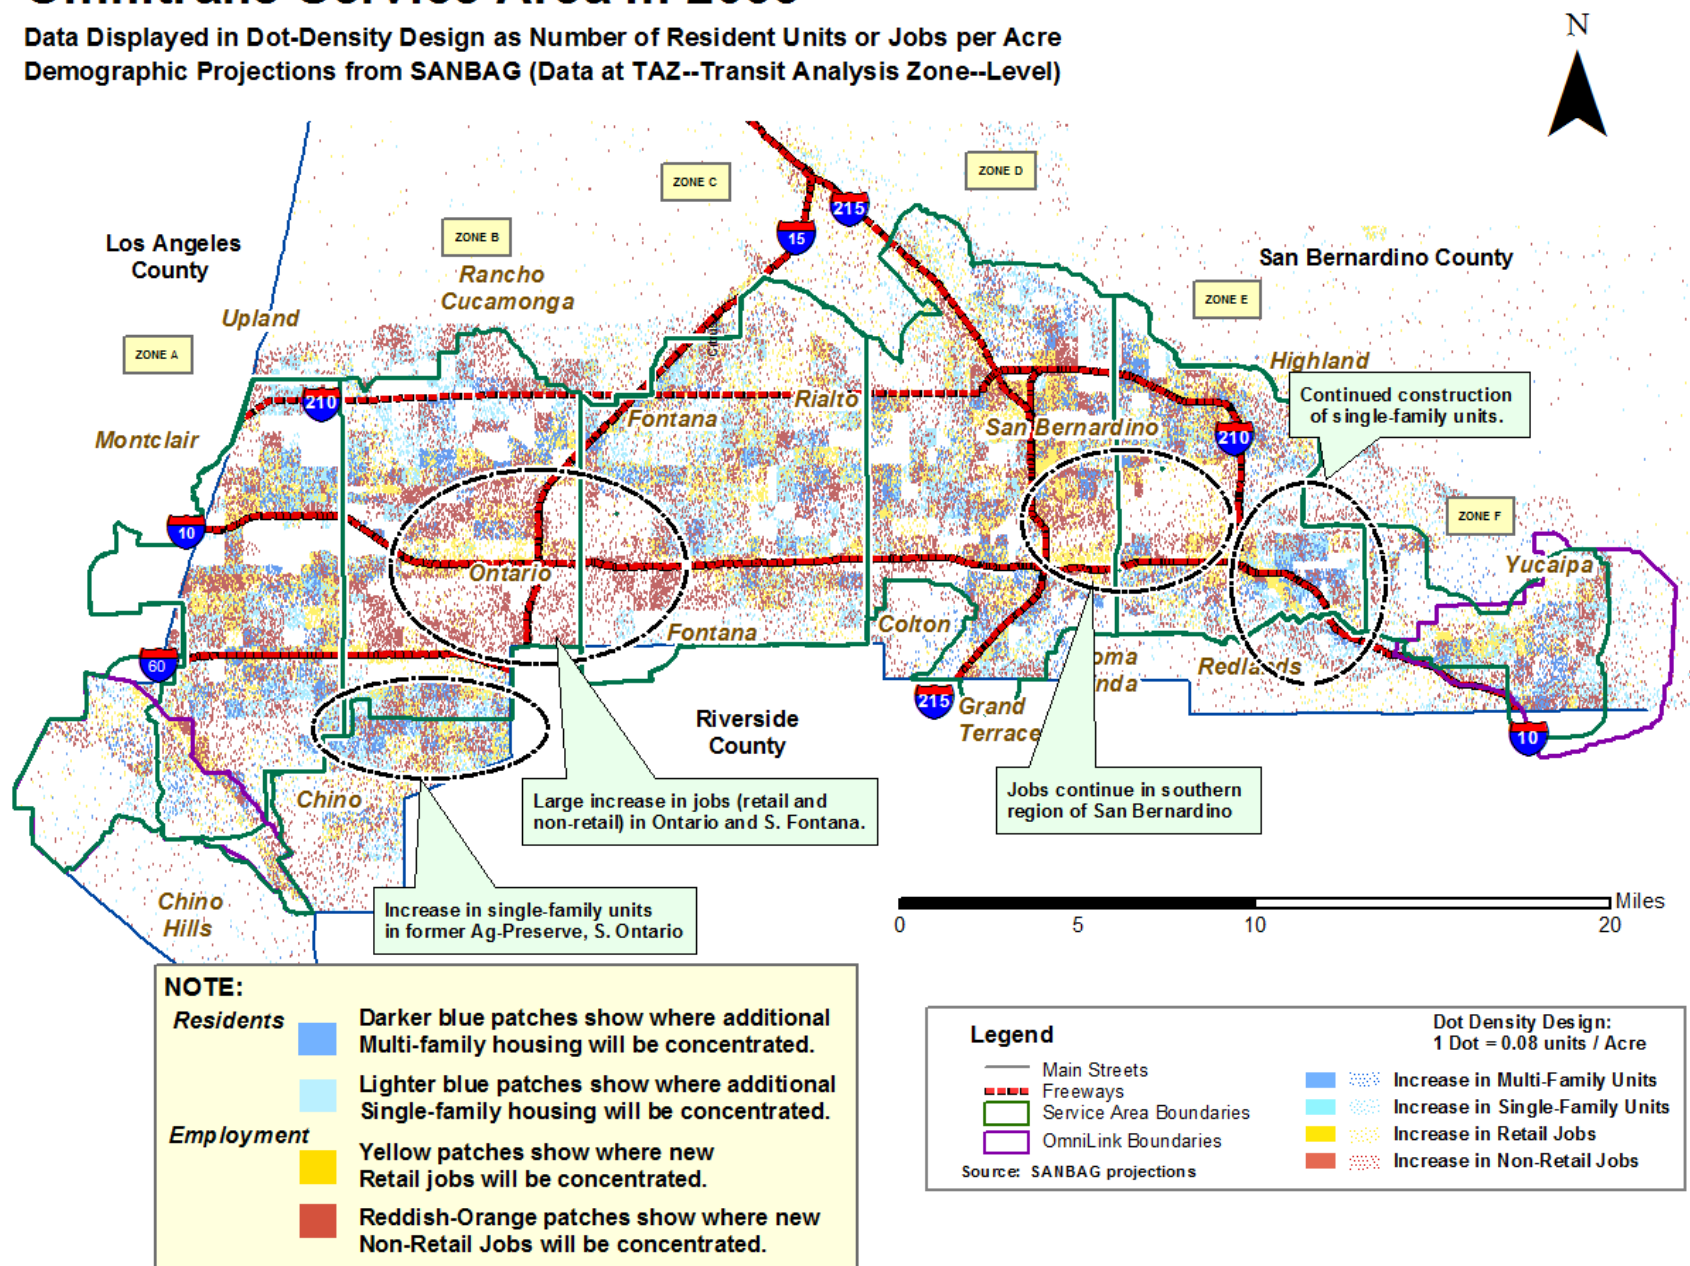 Data Displayed in Dot-Density Design as Number of Resident Units or Jobs per Acre
Demographic Projections from SANBAG (Data at TAZ--Transit Analysis Zone--Level)
N
ZONE C
ZONE D
215
15
Los Angeles
County
ZONE B
Rancho
Cucamonga
San Bernardino County
ZONE E
Upland
ZONE A
Highland
210
Rialto
Fontana
Montclair
San Bernardino
210
Continued construction
of single-family units.
10
ZONE F
Ontario
Yucaipa
Fontana
Colton
60
Redlands
215
Grand
Terrace
Riverside
County
10
Chino
Large increase in jobs (retail and
non-retail) in Ontario and S. Fontana.
Jobs continue in southern
region of San Bernardino
Chino
Hills
Increase in single-family units
in former Ag-Preserve, S. Ontario
Miles
0 5 10 20
NOTE:
Residents
Darker blue patches show where additional
Multi-family housing will be concentrated.
Lighter blue patches show where additional
Single-family housing will be concentrated.
Employment
Yellow patches show where new
Retail jobs will be concentrated.
Reddish-Orange patches show where new
Non-Retail Jobs will be concentrated.
Legend
Main Streets
Freeways
Service Area Boundaries
OmniLink Boundaries
Source: SANBAG projections
Dot Density Design:
1 Dot = 0.08 units / Acre
Increase in Multi-Family Units
Increase in Single-Family Units
Increase in Retail Jobs
Increase in Non-Retail Jobs